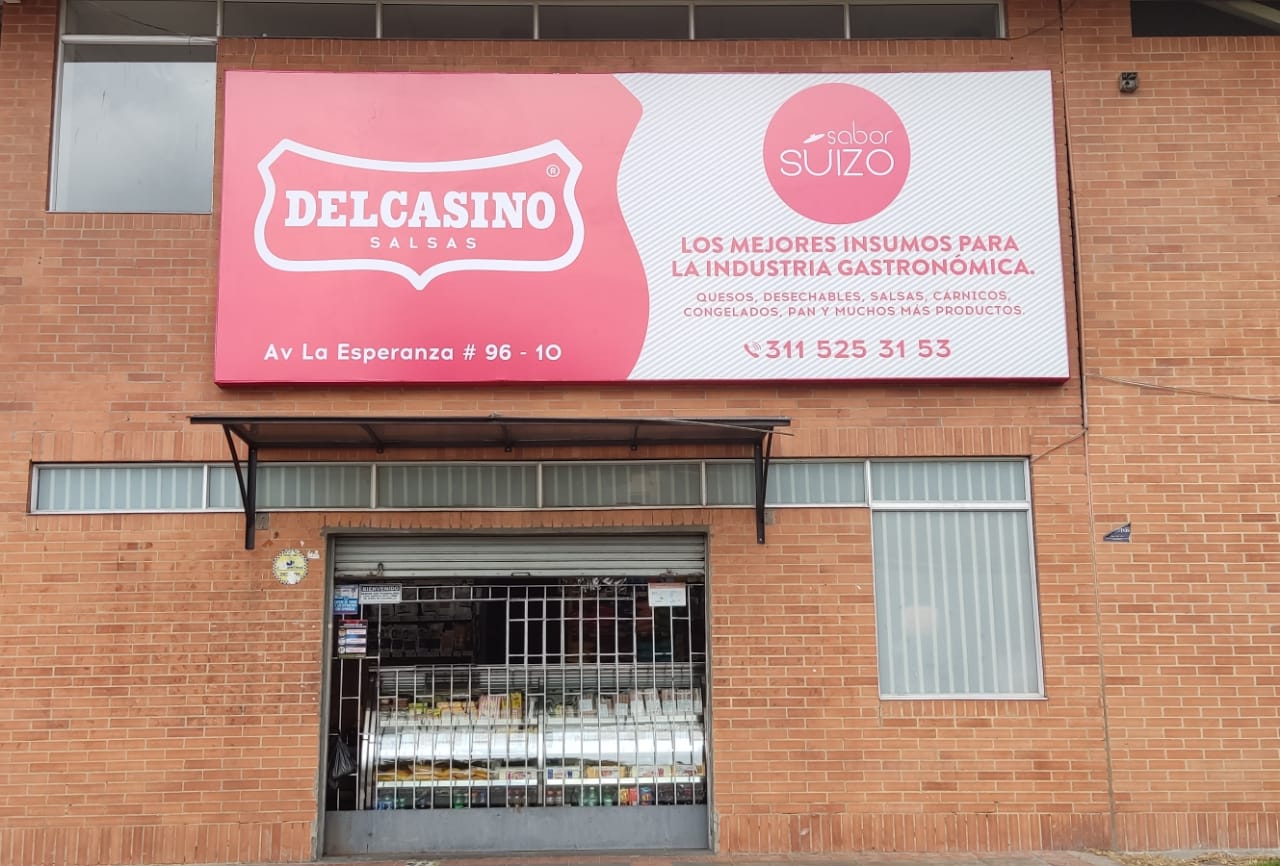 DELCASINO ®
SALSAS
Av La Esperanza # 96 - 10
sabor
SUIZO
LOS MEJORES INSUMOS PARA
LA INDUSTRIA GASTRONÓMICA.
QUESOS, DESECHABLES, SALSAS, CÁRNICOS,
CONGELADOS, PAN Y MUCHOS MÁS PRODUCTOS.
311 525 31 53
BIENVENIDO